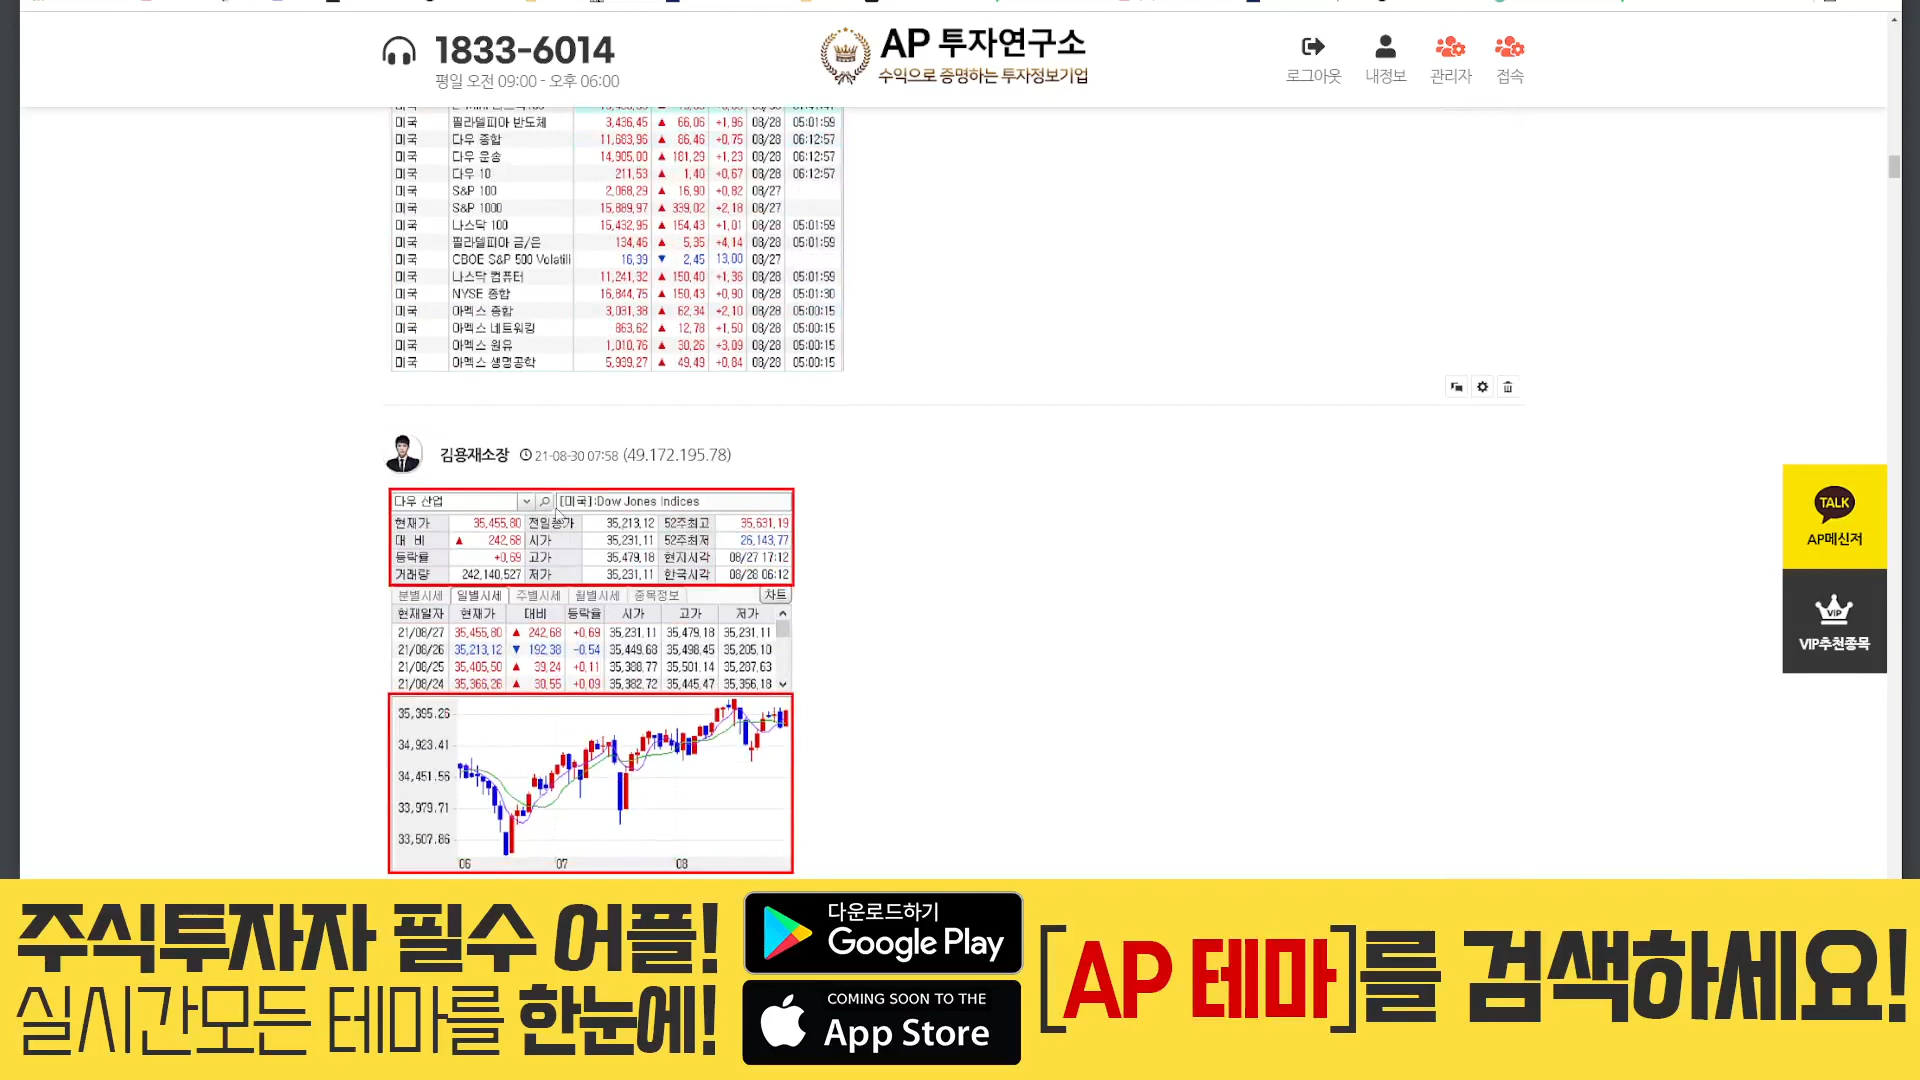 1833-6014
평일 오전 09:00 - 오후 06:00
AP 투자연구소
수익으로 증명하는 투자정보기업
로그아웃 내정보 관리자 접속
미국 필라델피아 반도체 3,436,45 ▲ 66,06 +1,96 08/28 05:01:59
미국 다우 종합 11,683,96 ▲ 86,46 +0,75 08/28 06:12:57
미국 다우 운송 14,905,00 ▲ 181,29 +1,23 08/28 06:12:57
미국 다우 10 211,53 ▲ 1,40 +0,67 08/28 06:12:57
미국 S&P 100 2,068,29 ▲ 16,90 +0,82 08/27
미국 S&P 1000 15,889,97 ▲ 339,02 +2,18 08/27
미국 나스닥 100 15,432,95 ▲ 154,43 +1,01 08/28 05:01:59
미국 필라델피아 금/은 134,46 ▲ 5,35 +4,14 08/28 05:01:59
미국 CBOE S&P 500 Volatili 16,39 ▼ 2,45 13,00 08/27
미국 나스닥 컴퓨터 11,241,32 ▲ 150,40 +1,36 08/28 05:01:59
미국 NYSE 종합 16,844,75 ▲ 150,43 +0,90 08/28 05:01:30
미국 아멕스 종합 3,031,38 ▲ 62,34 +2,10 08/28 05:00:15
미국 아멕스 네트워킹 863,62 ▲ 12,78 +1,50 08/28 05:00:15
미국 아멕스 원유 1,010,76 ▲ 30,26 +3,09 08/28 05:00:15
미국 아멕스 생명공학 5,939,27 ▲ 49,49 +0,84 08/28 05:00:15
김용재소장 21-08-30 07:58 (49.172.195.78)
다우 산업 [미국]:Dow Jones Indices
현재가 35,455,80 전일종가 35,213,12 52주최고 35,631,19
대 비 ▲ 242,68 시가 35,231,11 52주최저 26,143,77
등락률 +0,69 고가 35,479,18 현지시각 08/27 17:12
거래량 242,140,527 저가 35,231,11 한국시각 08/28 06:12
분별시세 일별시세 주별시세 월별시세 종목정보 차트
현재일자 현재가 대비 등락율 시가 고가 저가
21/08/27 35,455,80 ▲ 242,68 +0,69 35,231,11 35,479,18 35,231,11
21/08/26 35,213,12 ▼ 192,38 -0,54 35,449,68 35,498,45 35,205,10
21/08/25 35,405,50 ▲ 39,24 +0,11 35,388,77 35,501,14 35,287,63
21/08/24 35,366,26 ▲ 30,55 +0,09 35,382,72 35,445,47 35,356,18
35,395.26
34,923.41
34,451.56
33,979.71
33,507.86
06 07 08
TALK
AP메신저
VIP
VIP추천종목
주식투자자 필수 어플!
실시간모든 테마를 한눈에!
다운로드하기
Google Play
COMING SOON TO THE
App Store
[AP 테마]를 검색하세요!